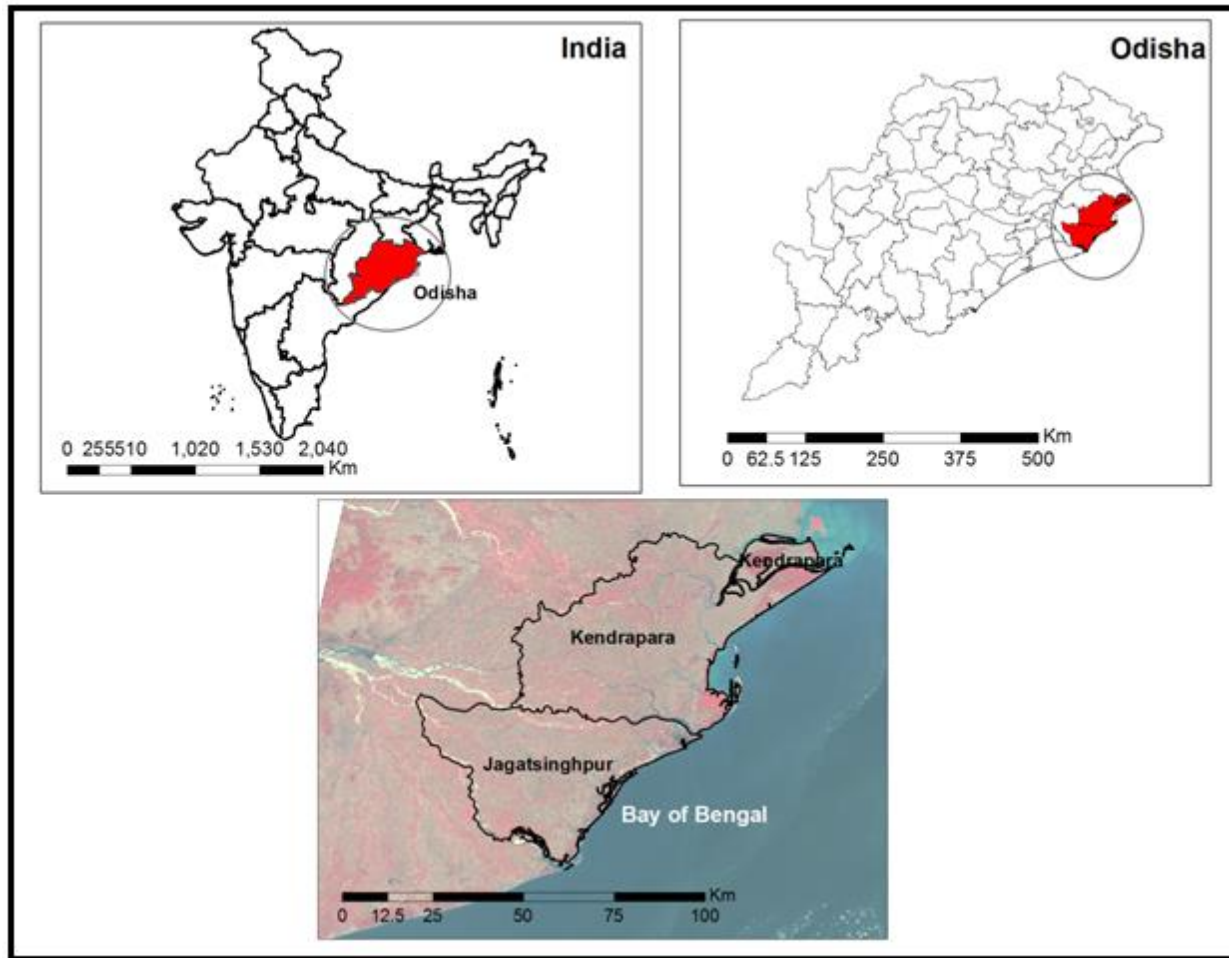 India
Odisha
0 255510 1,020 1,530 2,040
Km
Odisha
Km
0 62.5 125 250 375 500
Kendrapara
Kendrapara
Jagatsinghpur
Bay of Bengal
Km
0 12.5 25 50 75 100